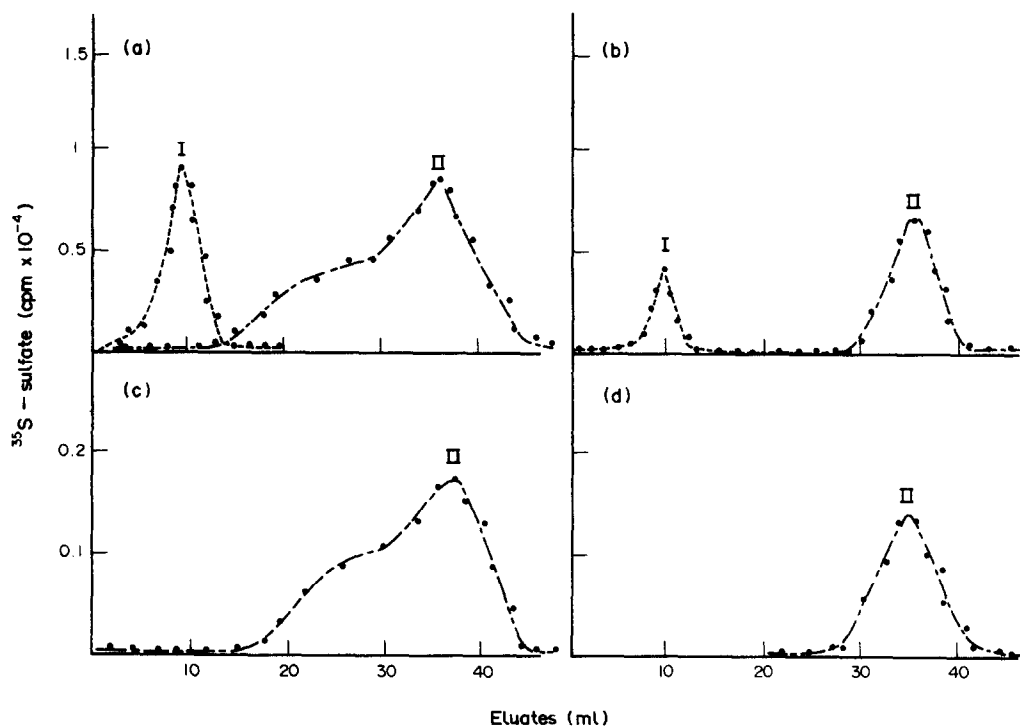 (a)
1.5
1
0.5
I
II
(b)
I
II
³⁵S – sulfate (cpm x 10⁻⁴)
(c)
0.2
0.1
II
10 20 30 40
(d)
II
10 20 30 40
Eluates (ml)